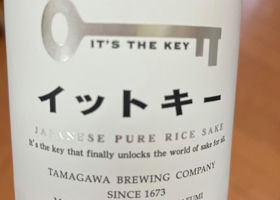 IT'S THE KEY
イットキー
JAPANESE PURE RICE SAKE
It's the key that finally unlocks the world of sake for all.
TAMAGAWA BREWING COMPANY
SINCE 1673